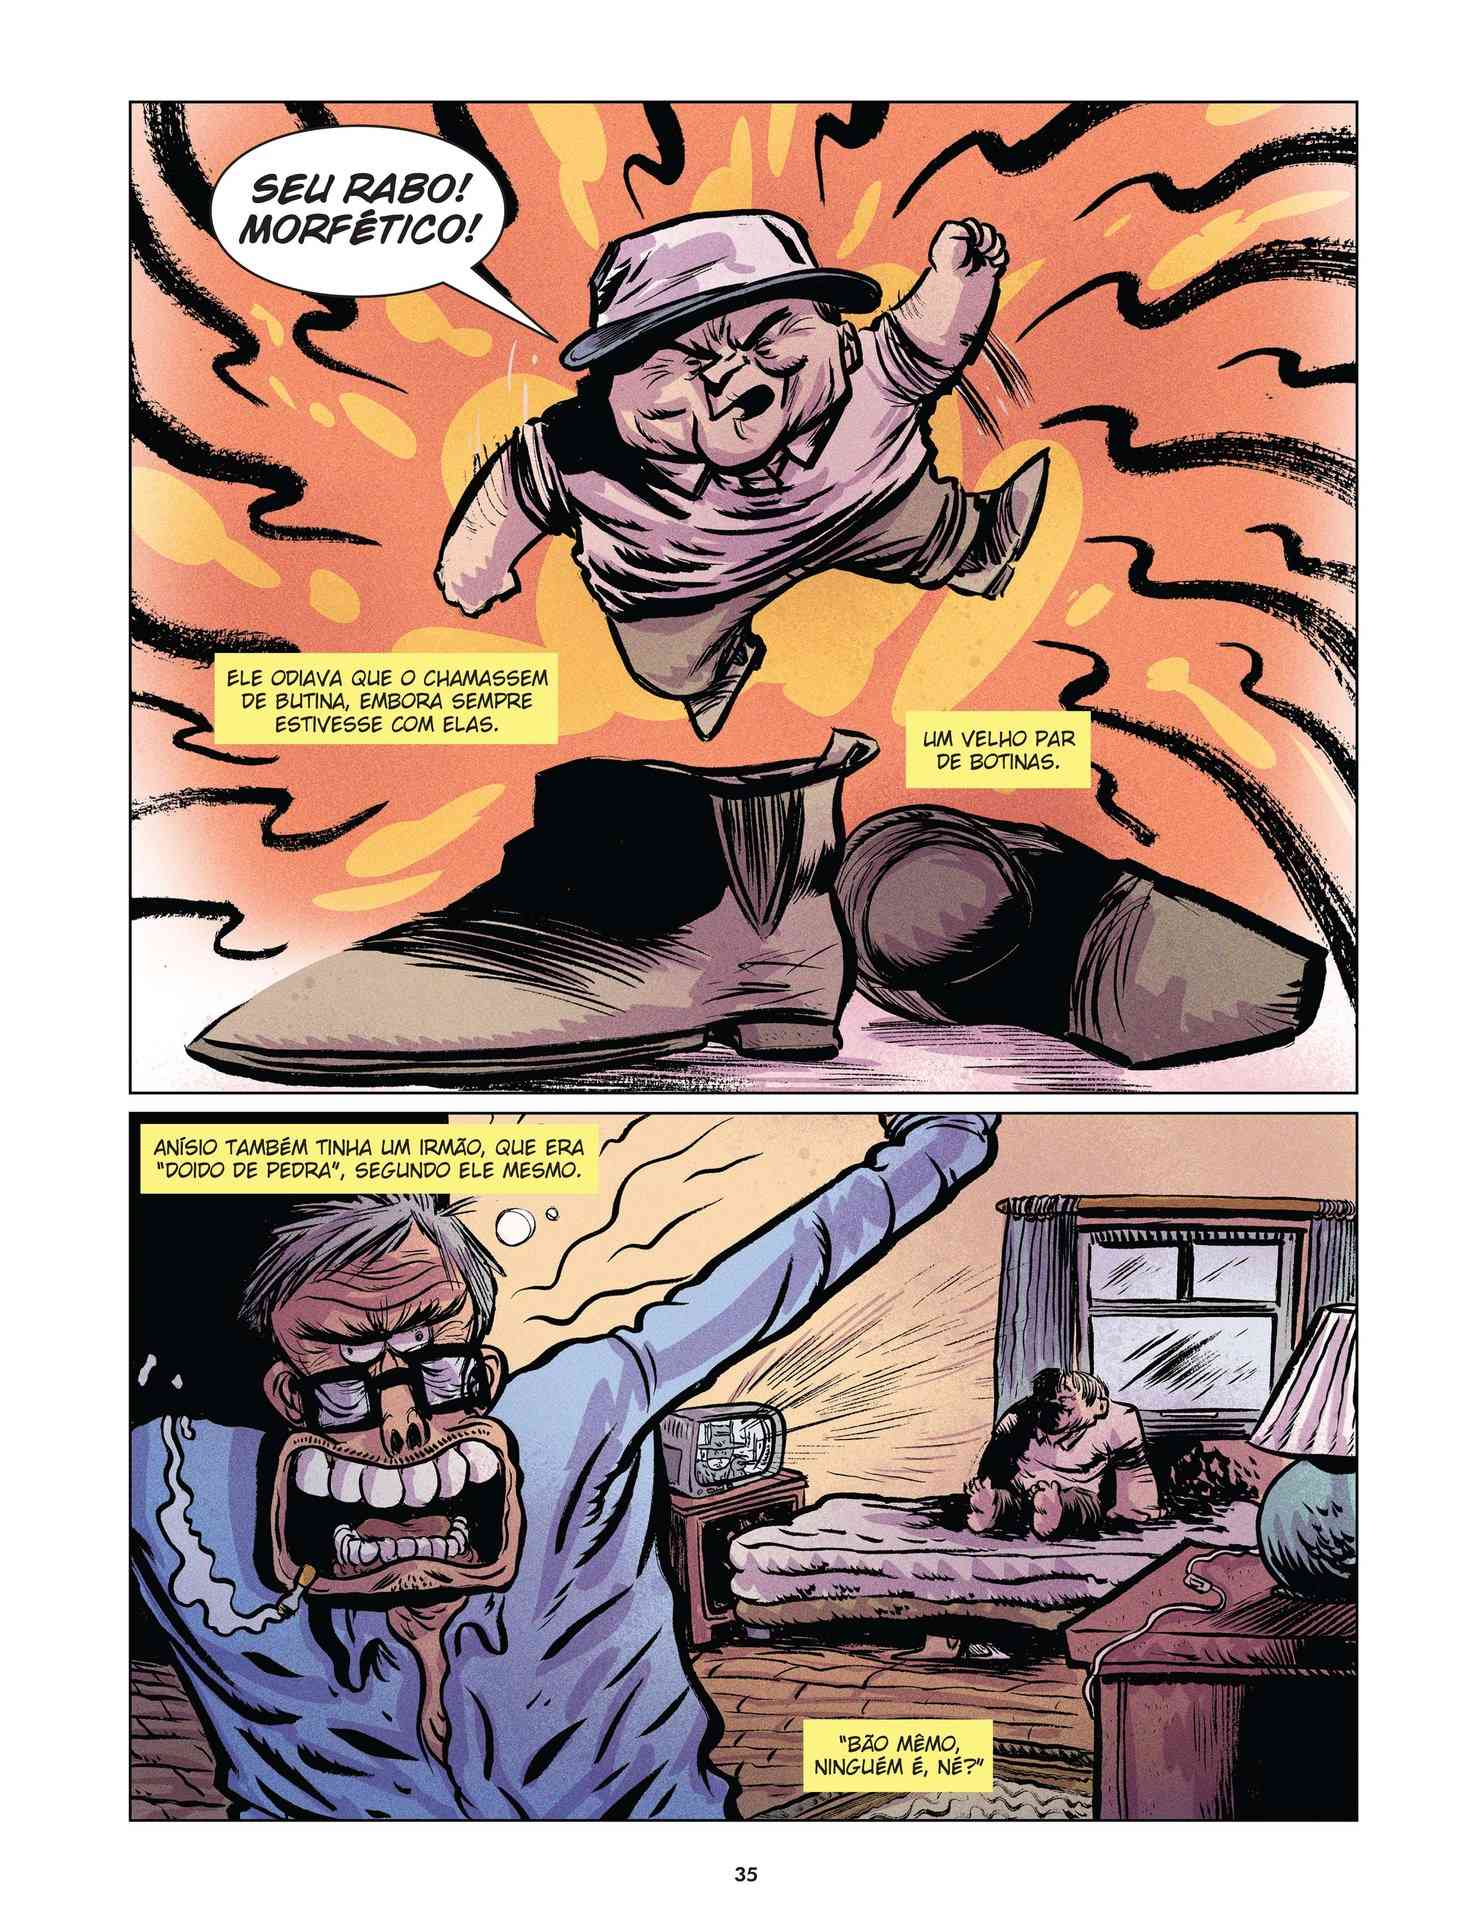 SEU RABO!
MORFÉTICO!
ELE ODIAVA QUE O CHAMASSEM
DE BUTINA, EMBORA SEMPRE
ESTIVESSE COM ELAS.
UM VELHO PAR
DE BOTINAS.
ANÍSIO TAMBÉM TINHA UM IRMÃO, QUE ERA
"DOIDO DE PEDRA", SEGUNDO ELE MESMO.
"BÃO MÊMO,
NINGUÉM É, NÉ?"
35